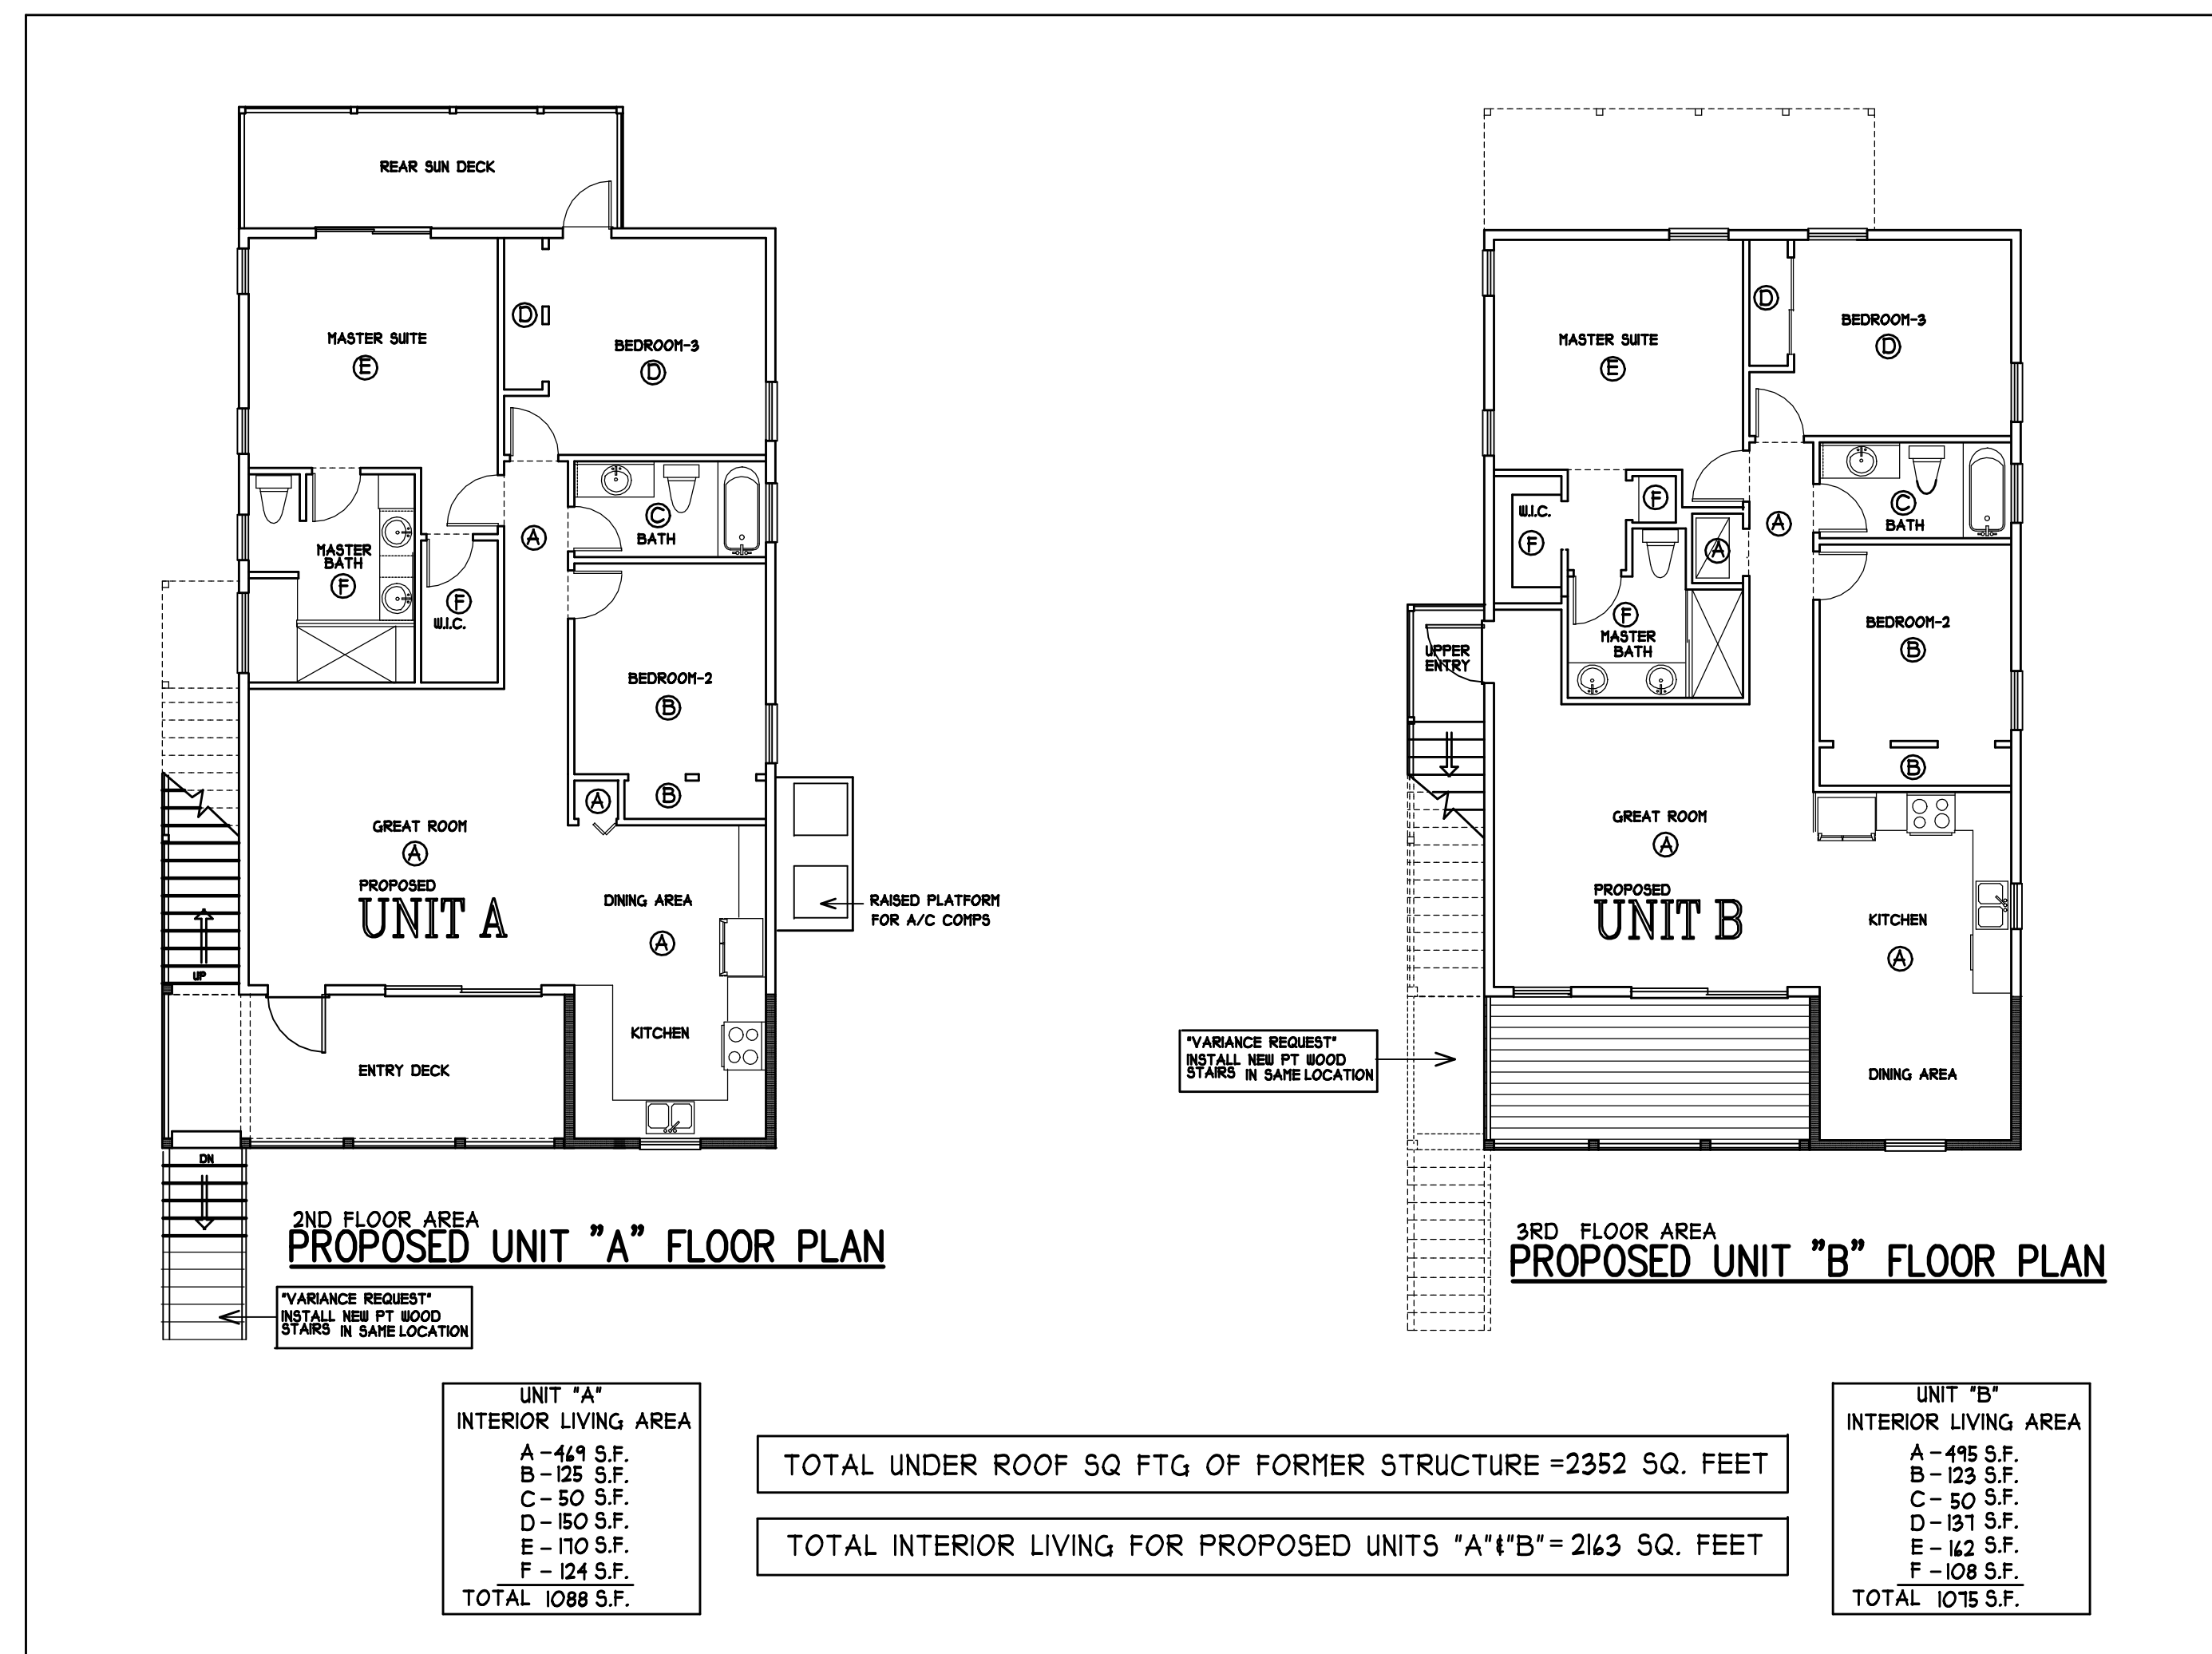 REAR SUN DECK
MASTER SUITE
E
D
BEDROOM-3
D
MASTER
BATH
F
F
W.I.C.
A
C
BATH
BEDROOM-2
B
A
B
GREAT ROOM
A
PROPOSED
UNIT A
DINING AREA
A
RAISED PLATFORM
FOR A/C COMPS
UP
KITCHEN
ENTRY DECK
DN
2ND FLOOR AREA
PROPOSED UNIT "A" FLOOR PLAN
"VARIANCE REQUEST"
INSTALL NEW PT WOOD
STAIRS IN SAME LOCATION
MASTER SUITE
E
D
BEDROOM-3
D
W.I.C.
F
F
A
A
C
BATH
F
MASTER
BATH
UPPER
ENTRY
BEDROOM-2
B
B
GREAT ROOM
A
PROPOSED
UNIT B
KITCHEN
A
DINING AREA
"VARIANCE REQUEST"
INSTALL NEW PT WOOD
STAIRS IN SAME LOCATION
3RD FLOOR AREA
PROPOSED UNIT "B" FLOOR PLAN
UNIT "A"
INTERIOR LIVING AREA
A - 469 S.F.
B - 125 S.F.
C - 50 S.F.
D - 150 S.F.
E - 170 S.F.
F - 124 S.F.
TOTAL 1088 S.F.
TOTAL UNDER ROOF SQ FTG OF FORMER STRUCTURE = 2352 SQ. FEET
TOTAL INTERIOR LIVING FOR PROPOSED UNITS "A"&"B" = 2163 SQ. FEET
UNIT "B"
INTERIOR LIVING AREA
A - 495 S.F.
B - 123 S.F.
C - 50 S.F.
D - 137 S.F.
E - 162 S.F.
F - 108 S.F.
TOTAL 1075 S.F.